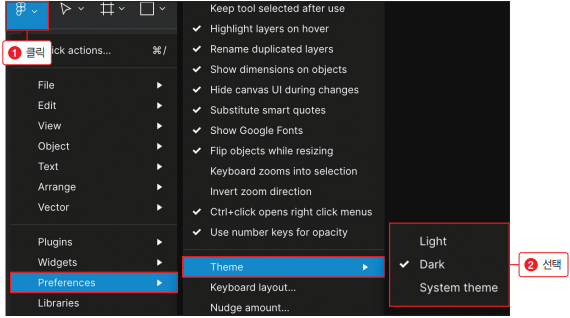 ❶ 클릭
ick actions... ⌘/
File
Edit
View
Object
Text
Arrange
Vector
Plugins
Widgets
Preferences
Libraries
Keep tool selected after use
Highlight layers on hover
Rename duplicated layers
Show dimensions on objects
Hide canvas UI during changes
Substitute smart quotes
Show Google Fonts
Flip objects while resizing
Keyboard zooms into selection
Invert zoom direction
Ctrl+click opens right click menus
Use number keys for opacity
Theme
Keyboard layout...
Nudge amount...
Light
Dark
System theme
❷ 선택